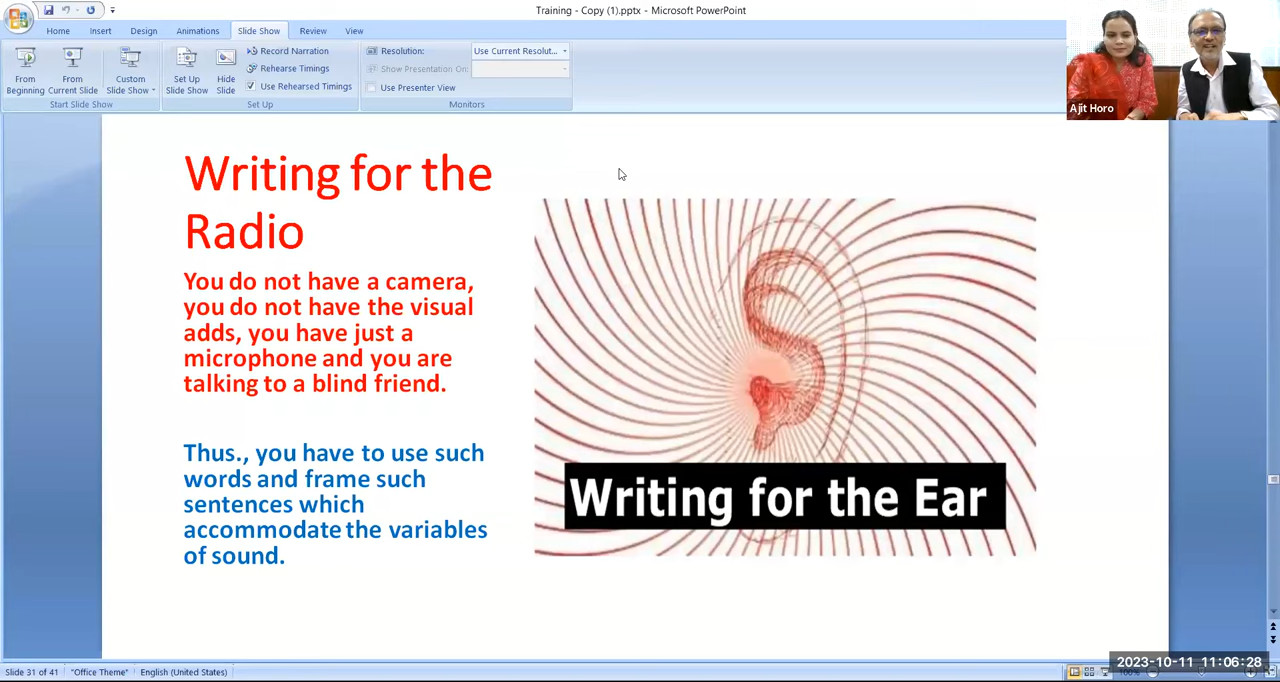 Training - Copy (1).pptx - Microsoft PowerPoint
Home Insert Design Animations Slide Show Review View
From Beginning
From Current Slide
Custom Slide Show
Start Slide Show
Set Up Slide Show
Hide Slide
Record Narration
Rehearse Timings
Use Rehearsed Timings
Set Up
Resolution: Use Current Resolut...
Show Presentation On:
Use Presenter View
Monitors
Ajit Horo
Writing for the
Radio
You do not have a camera,
you do not have the visual
adds, you have just a
microphone and you are
talking to a blind friend.
Thus., you have to use such
words and frame such
sentences which
accommodate the variables
of sound.
Writing for the Ear
Slide 31 of 41 "Office Theme" English (United States)
100%
2023-10-11 11:06:28